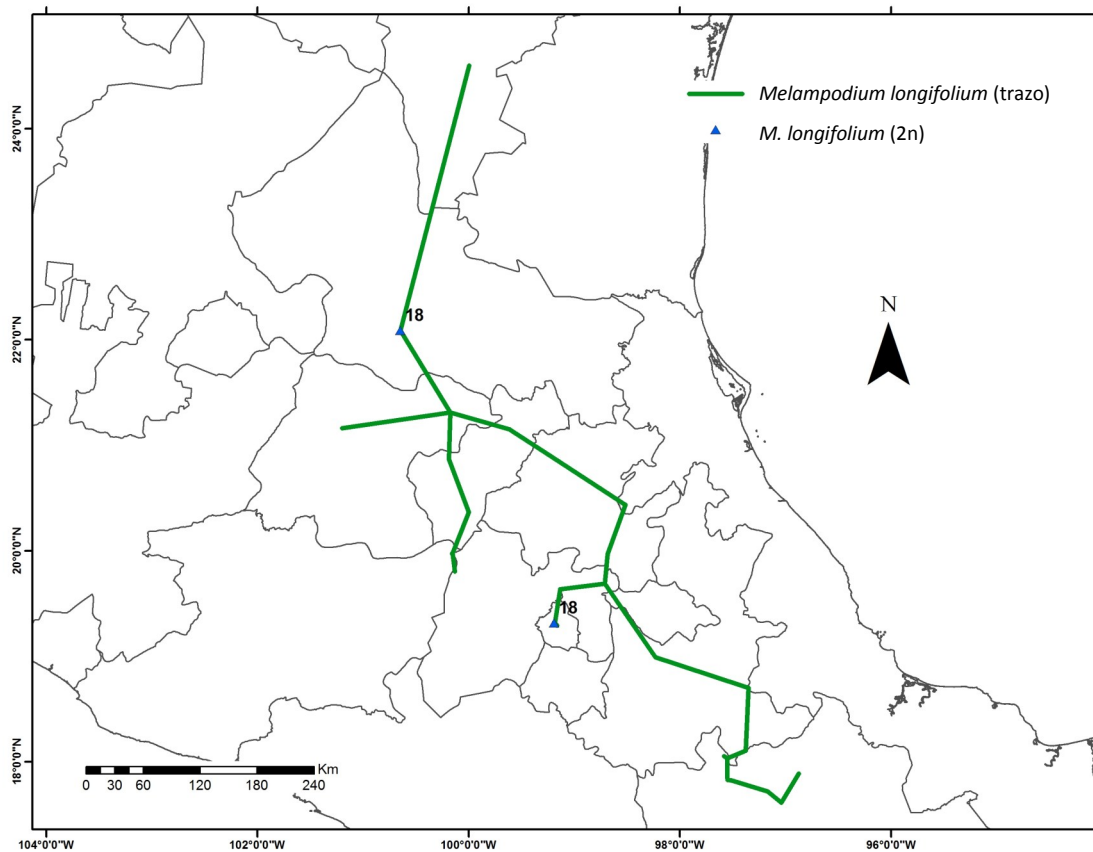 Melampodium longifolium (trazo)
M. longifolium (2n)
N
18
18
24°0'0"N
22°0'0"N
20°0'0"N
18°0'0"N
Km
0 15 30 45 60 120 180 240
104°0'0"W 102°0'0"W 100°0'0"W 98°0'0"W 96°0'0"W